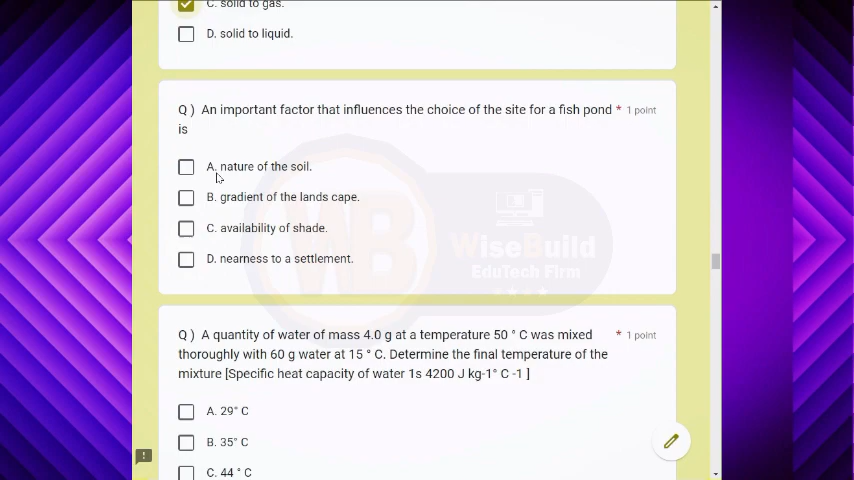 C. solid to gas.
D. solid to liquid.
Q ) An important factor that influences the choice of the site for a fish pond * 1 point
is
A. nature of the soil.
B. gradient of the lands cape.
C. availability of shade.
D. nearness to a settlement.
WB
WiseBuild
EduTech Firm
Q ) A quantity of water of mass 4.0 g at a temperature 50 ° C was mixed * 1 point
thoroughly with 60 g water at 15 ° C. Determine the final temperature of the
mixture [Specific heat capacity of water 1s 4200 J kg-1° C -1 ]
A. 29° C
B. 35° C
C. 44 ° C